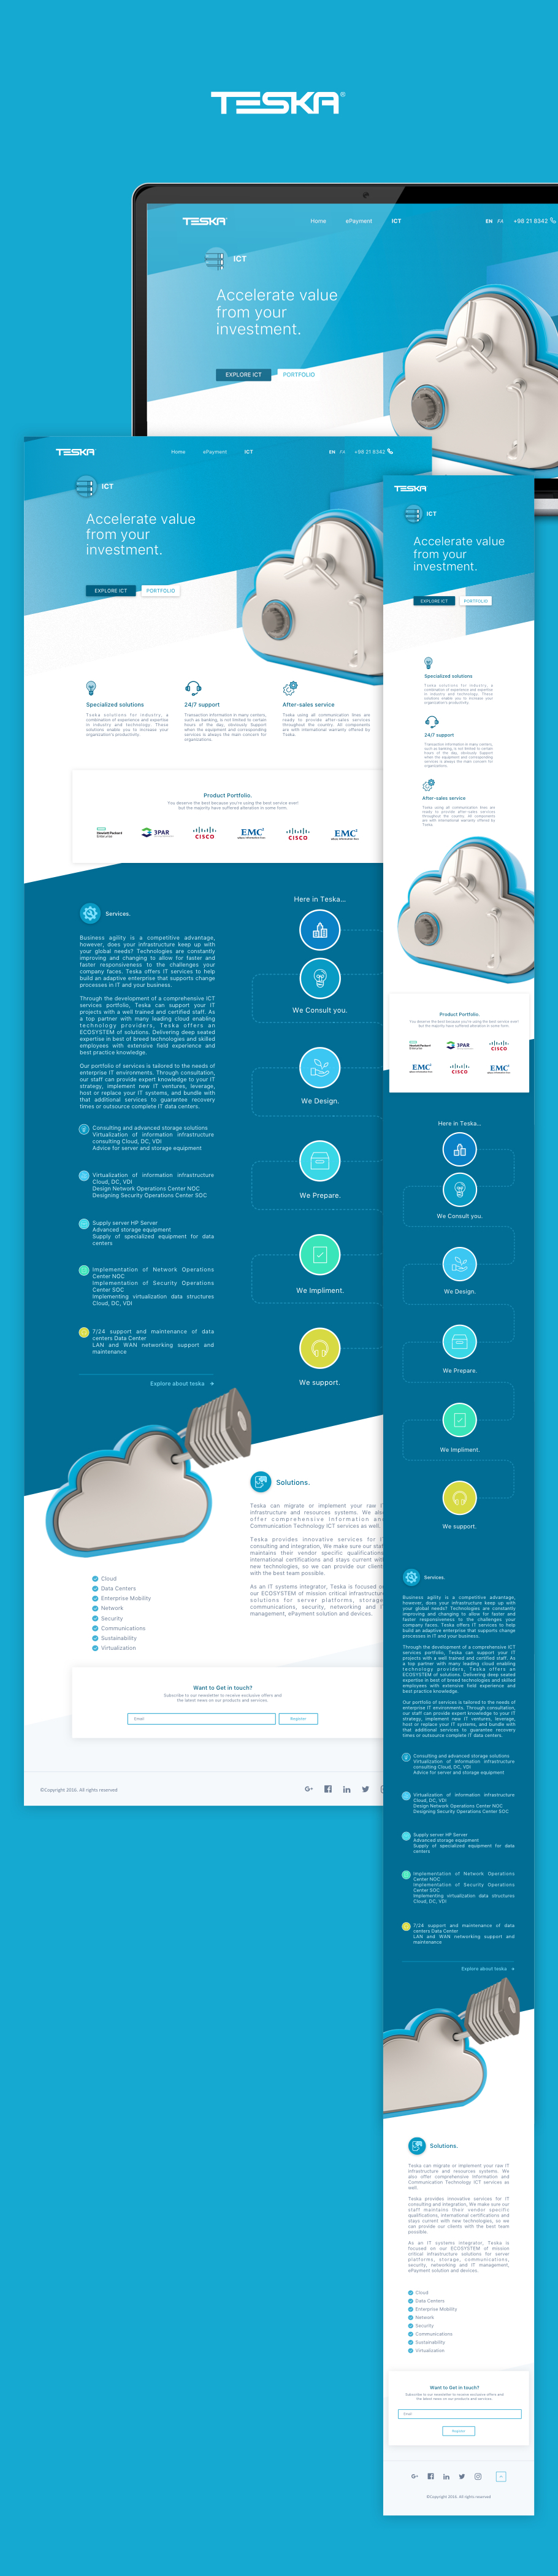 TESKA®
TESKA
Home ePayment ICT
EN FA +98 21 8342
ICT
Accelerate value
from your
investment.
EXPLORE ICT PORTFOLIO
TESKA
Home ePayment ICT
EN FA +98 21 8342
ICT
Accelerate value
from your
investment.
EXPLORE ICT PORTFOLIO
Specialized solutions
Teska solutions for industry, a
combination of experience and expertise
in industry and technology. These
solutions enable you to increase your
organization's productivity.
24/7 support
Transaction information in many centers,
such as banking, is not limited to certain
hours of the day, obviously Support
when the equipment and corresponding
services is always the main concern for
organizations.
After-sales service
Teska using all communication lines are
ready to provide after-sales services
throughout the country. All components
are with international warranty offered by
Teska.
Product Portfolio.
You deserve the best because you're using the best service ever!
but the majority have suffered alteration in some form.
Hewlett Packard
Enterprise
3PAR
CISCO
EMC²
CISCO
EMC²
Services.
Business agility is a competitive advantage,
however, does your infrastructure keep up with
your global needs? Technologies are constantly
improving and changing to allow for faster and
faster responsiveness to the challenges your
company faces. Teska offers IT services to help
build an adaptive enterprise that supports change
processes in IT and your business.
Through the development of a comprehensive ICT
services portfolio, Teska can support your IT
projects with a well trained and certified staff. As
a top partner with many leading cloud enabled
technology providers, Teska offers an
ECOSYSTEM of solutions. Delivering deep seated
expertise in best of breed technologies and skilled
employees with extensive field experience and
best practice knowledge.
Our portfolio of services is tailored to the needs of
enterprise IT environments. Through consultation,
our staff can provide expert knowledge to your IT
strategy, implement new IT ventures, leverage,
host or replace your IT systems, and bundle with
that additional services to guarantee recovery
times or outsource complete IT data centers.
Consulting and advanced storage solutions
Virtualization of information infrastructure
consulting Cloud, DC, VDI
Advice for server and storage equipment
Virtualization of information infrastructure
Cloud, DC, VDI
Design Network Operations Center NOC
Designing Security Operations Center SOC
Supply server HP Server
Advanced storage equipment
Supply of specialized equipment for data
centers
Implementation of Network Operations
Center NOC
Implementation of Security Operations
Center SOC
Implementing virtualization data structures
Cloud, DC, VDI
7/24 support and maintenance of data
centers Data Center
LAN and WAN networking support and
maintenance
Explore about teska
Here in Teska...
We Consult you.
We Design.
We Prepare.
We Impliment.
We support.
Solutions.
Teska can migrate or implement your raw I
infrastructure and resources systems. We als
offer comprehensive Information an
Communication Technology ICT services as well.
Teska provides innovative services for I
consulting and integration, We make sure our staf
maintains their vendor specific qualifications
international certifications and stays current with
new technologies, so we can provide our clients
with the best team possible.
As an IT systems integrator, Teska is focused o
our ECOSYSTEM of mission critical infrastructure
solutions for server platforms, storage
communications, security, networking and I
management, ePayment solution and devices.
Cloud
Data Centers
Enterprise Mobility
Network
Security
Communications
Sustainability
Virtualization
Want to Get in touch?
Subscribe to our newsletter to receive exclusive offers and
the latest news on our products and services.
Email Register
©Copyright 2016, All rights reserved
TESKA
ICT
Accelerate value
from your
investment.
EXPLORE ICT PORTFOLIO
Specialized solutions
Teska solutions for industry, a
combination of experience and expertise
in industry and technology. These
solutions enable you to increase your
organization's productivity.
24/7 support
Transaction information in many centers,
such as banking, is not limited to certain
hours of the day, obviously Support
when the equipment and corresponding
services is always the main concern for
organizations.
After-sales service
Teska using all communication lines are
ready to provide after-sales services
throughout the country. All components
are with international warranty offered by
Teska.
Product Portfolio.
You deserve the best because you're using the best service ever!
but the majority have suffered alteration in some form.
Hewlett Packard
Enterprise
3PAR
CISCO
EMC²
CISCO
EMC²
Here in Teska...
We Consult you.
We Design.
We Prepare.
We Impliment.
We support.
Services.
Business agility is a competitive advantage,
however, does your infrastructure keep up with
your global needs? Technologies are constantly
improving and changing to allow for faster and
faster responsiveness to the challenges your
company faces. Teska offers IT services to help
build an adaptive enterprise that supports change
processes in IT and your business.
Through the development of a comprehensive ICT
services portfolio, Teska can support your IT
projects with a well trained and certified staff. As
a top partner with many leading cloud enabled
technology providers, Teska offers an
ECOSYSTEM of solutions. Delivering deep seated
expertise in best of breed technologies and skilled
employees with extensive field experience and
best practice knowledge.
Our portfolio of services is tailored to the needs of
enterprise IT environments. Through consultation,
our staff can provide expert knowledge to your IT
strategy, implement new IT ventures, leverage,
host or replace your IT systems, and bundle with
that additional services to guarantee recovery
times or outsource complete IT data centers.
Consulting and advanced storage solutions
Virtualization of information infrastructure
consulting Cloud, DC, VDI
Advice for server and storage equipment
Virtualization of information infrastructure
Cloud, DC, VDI
Design Network Operations Center NOC
Designing Security Operations Center SOC
Supply server HP Server
Advanced storage equipment
Supply of specialized equipment for data
centers
Implementation of Network Operations
Center NOC
Implementation of Security Operations
Center SOC
Implementing virtualization data structures
Cloud, DC, VDI
7/24 support and maintenance of data
centers Data Center
LAN and WAN networking support and
maintenance
Explore about teska
Solutions.
Teska can migrate or implement your raw IT
infrastructure and resources systems. We
also offer comprehensive Information and
Communication Technology ICT services as
well.
Teska provides innovative services for IT
consulting and integration, We make sure our
staff maintains their vendor specific
qualifications, international certifications and
stays current with new technologies, so we
can provide our clients with the best team
possible.
As an IT systems integrator, Teska is
focused on our ECOSYSTEM of mission
critical infrastructure solutions for server
platforms, storage, communications,
security, networking and IT management,
ePayment solution and devices.
Cloud
Data Centers
Enterprise Mobility
Network
Security
Communications
Sustainability
Virtualization
Want to Get in touch?
Subscribe to our newsletter to receive exclusive offers and
the latest news on our products and services.
Email
Register
©Copyright 2016, All rights reserved